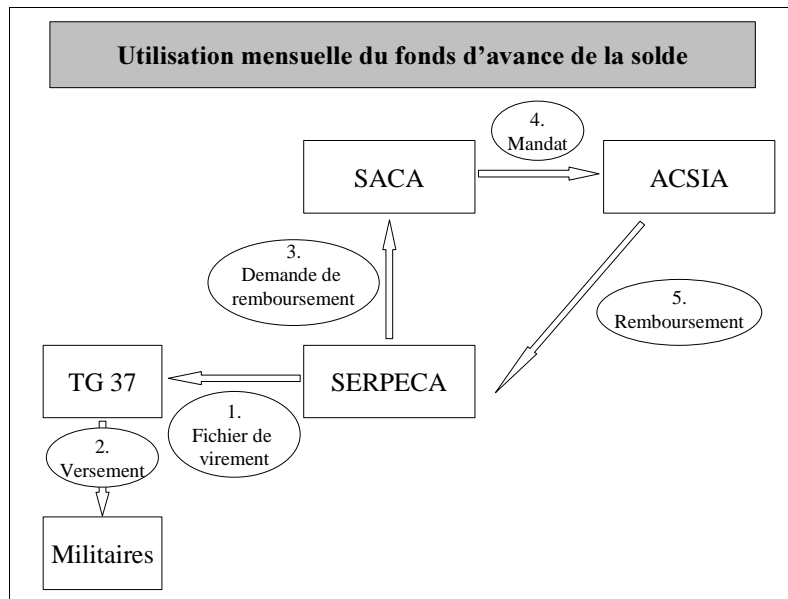 Utilisation mensuelle du fonds d’avance de la solde
4.
Mandat
SACA
ACSIA
3.
Demande de
remboursement
5.
Remboursement
TG 37
SERPECA
1.
Fichier de
virement
2.
Versement
Militaires